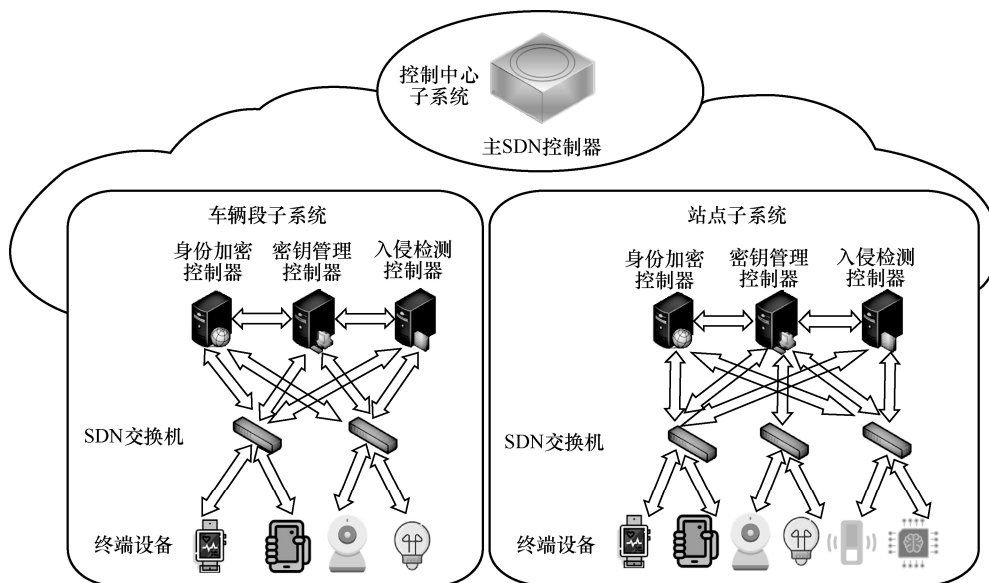 控制中心
子系统
主SDN控制器
车辆段子系统
身份加密
控制器
密钥管理
控制器
入侵检测
控制器
SDN交换机
终端设备
站点子系统
身份加密
控制器
密钥管理
控制器
入侵检测
控制器
SDN交换机
终端设备